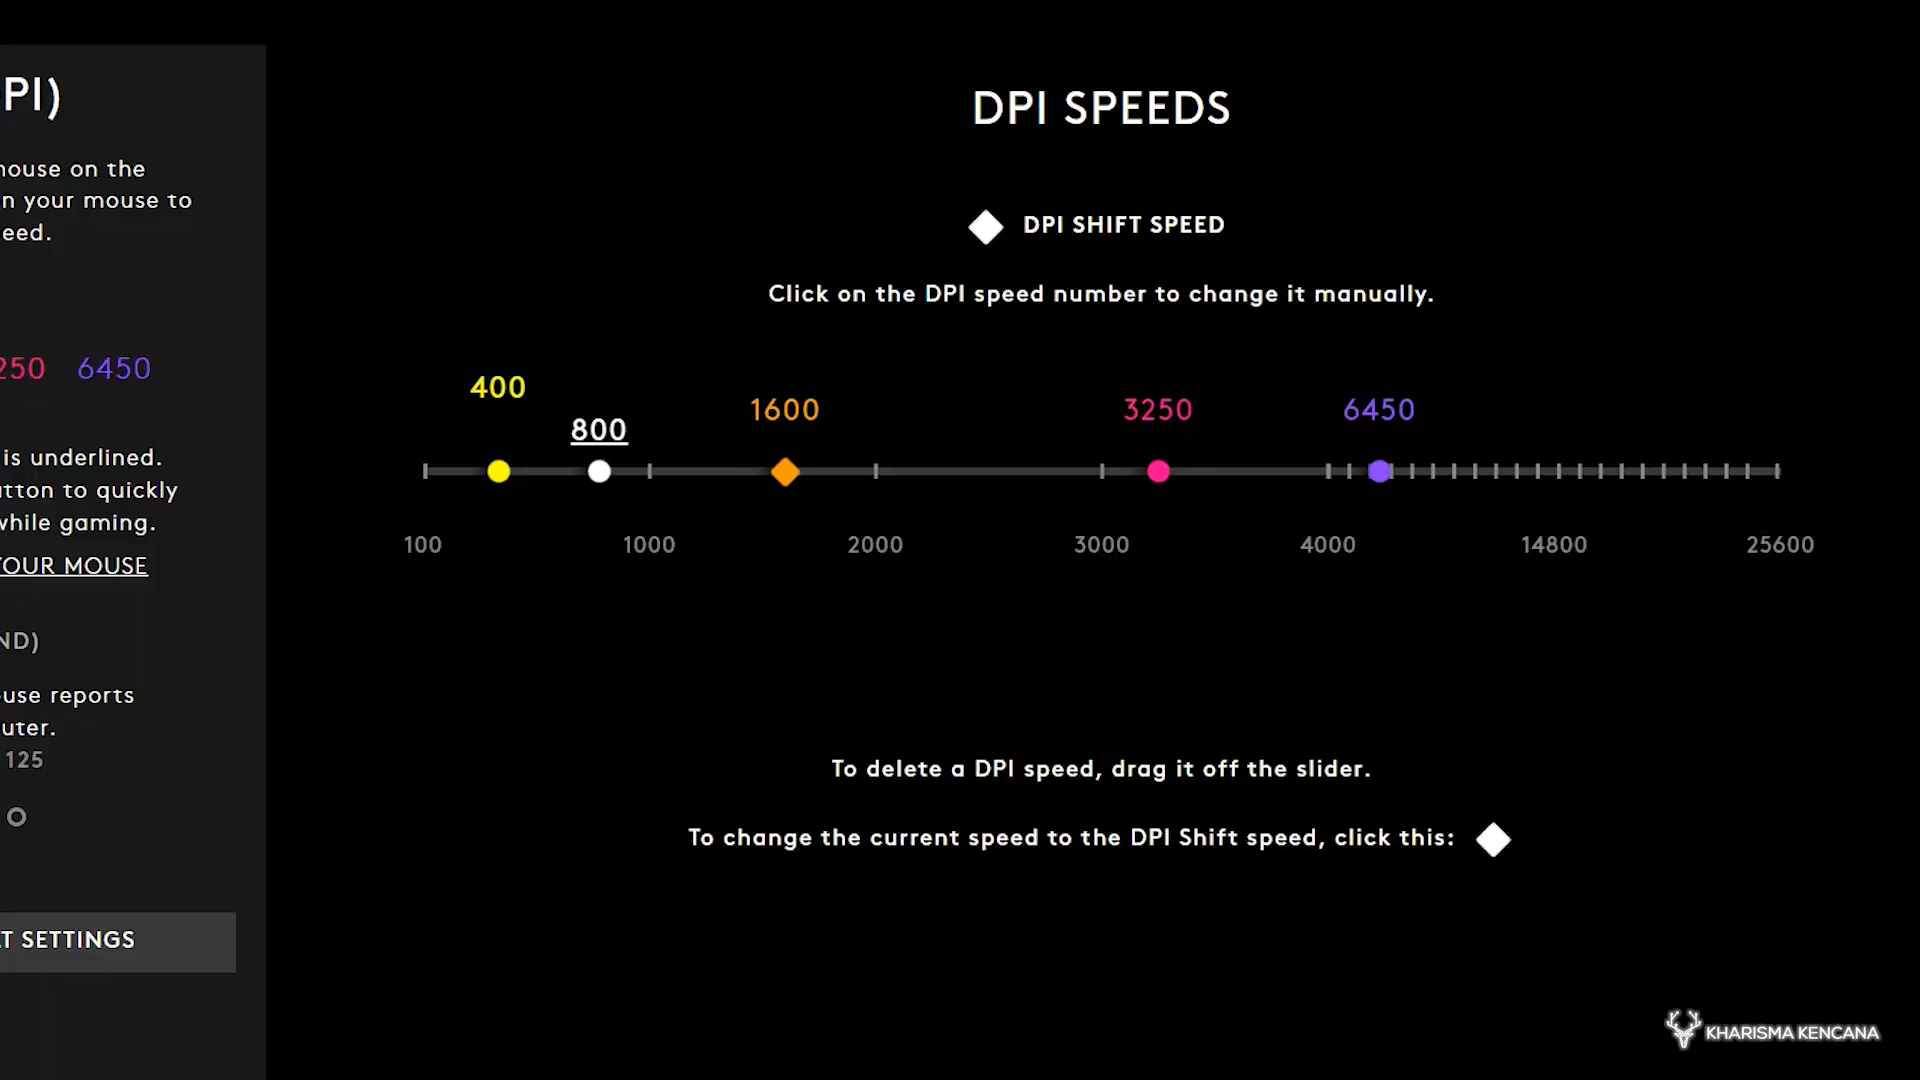 PI)
ouse on the
n your mouse to
eed.
250 6450
is underlined.
tton to quickly
while gaming.
YOUR MOUSE
ND)
use reports
uter.
125
T SETTINGS
DPI SPEEDS
DPI SHIFT SPEED
Click on the DPI speed number to change it manually.
400
800
1600
3250
6450
100 1000 2000 3000 4000 14800 25600
To delete a DPI speed, drag it off the slider.
To change the current speed to the DPI Shift speed, click this:
KHARISMA KENCANA